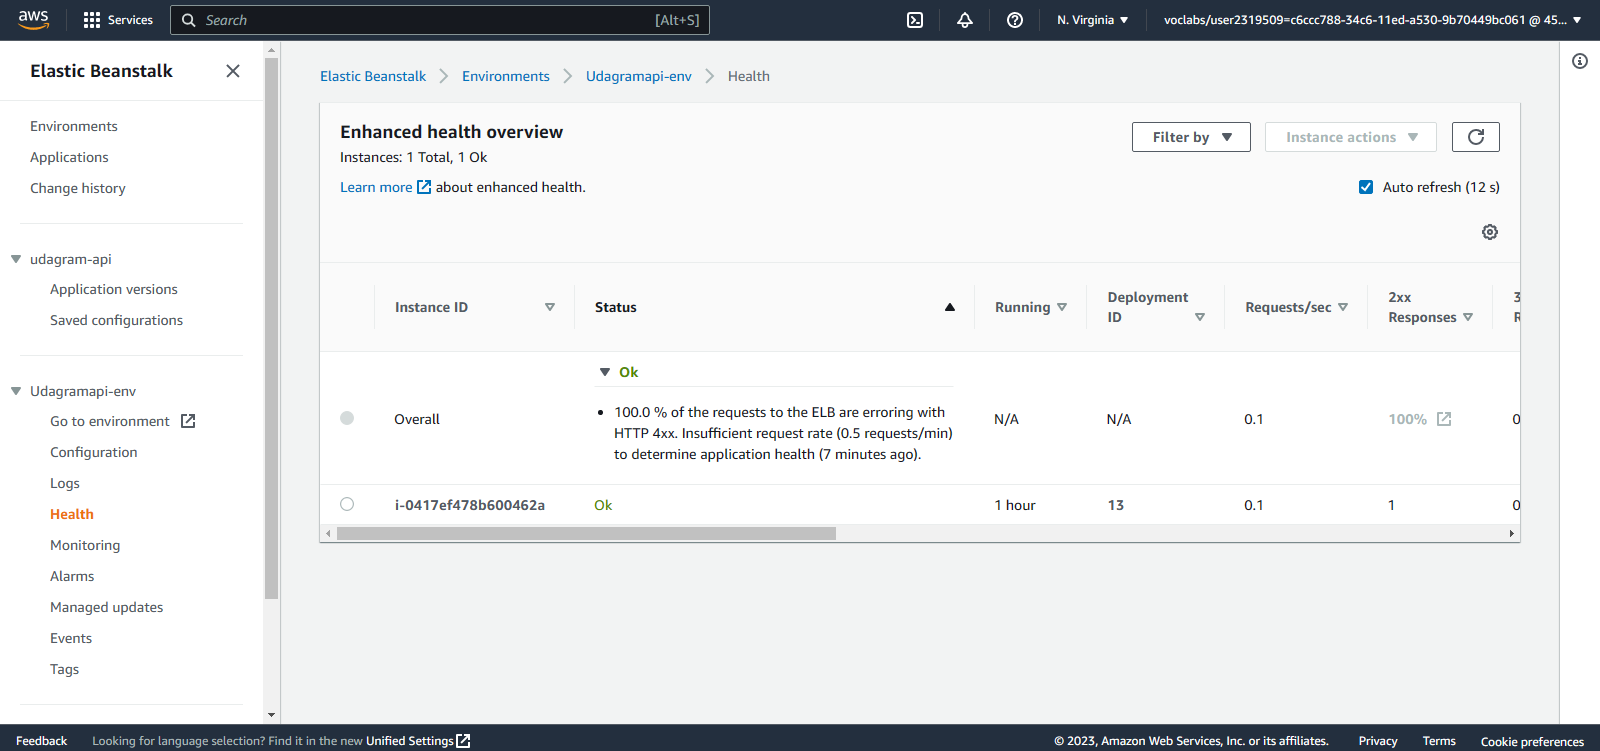 aws
Services
Search
[Alt+S]
N. Virginia
voclabs/user2319509=c6ccc788-34c6-11ed-a530-9b70449bc061 @ 45...
Elastic Beanstalk
Environments
Applications
Change history
udagram-api
Application versions
Saved configurations
Udagramapi-env
Go to environment
Configuration
Logs
Health
Monitoring
Alarms
Managed updates
Events
Tags
Elastic Beanstalk
Environments
Udagramapi-env
Health
Enhanced health overview
Instances: 1 Total, 1 Ok
Learn more about enhanced health.
Filter by
Instance actions
Auto refresh (12 s)
Instance ID
Status
Running
Deployment
ID
Requests/sec
2xx
Responses
3
R
Overall
Ok
100.0 % of the requests to the ELB are erroring with
HTTP 4xx. Insufficient request rate (0.5 requests/min)
to determine application health (7 minutes ago).
N/A
N/A
0.1
100%
0
i-0417ef478b600462a
Ok
1 hour
13
0.1
1
0
Feedback
Looking for language selection? Find it in the new Unified Settings
© 2023, Amazon Web Services, Inc. or its affiliates.
Privacy
Terms
Cookie preferences